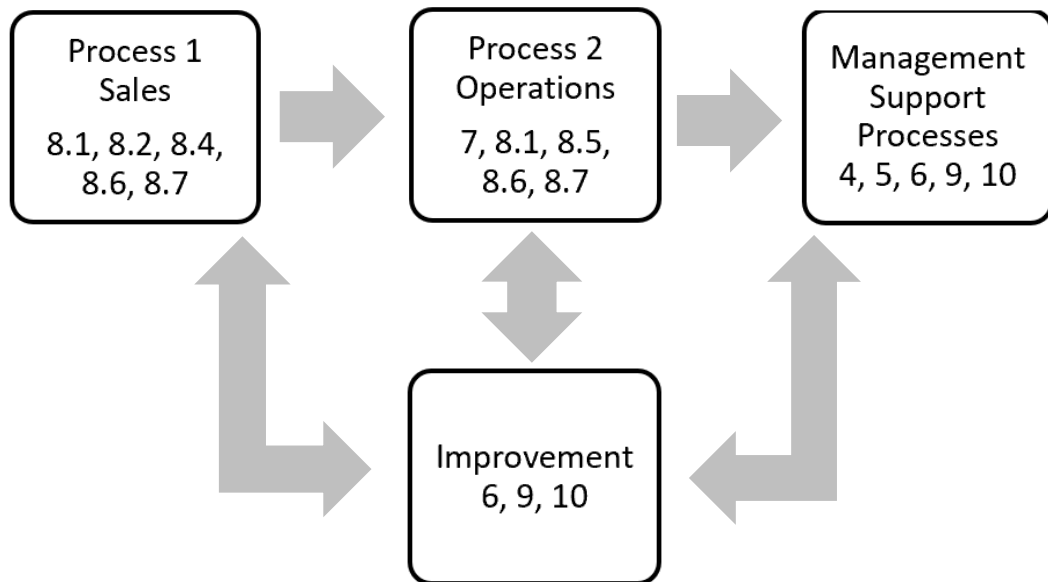 Process 1
Sales
8.1, 8.2, 8.4,
8.6, 8.7
Process 2
Operations
7, 8.1, 8.5,
8.6, 8.7
Management
Support
Processes
4, 5, 6, 9, 10
Improvement
6, 9, 10